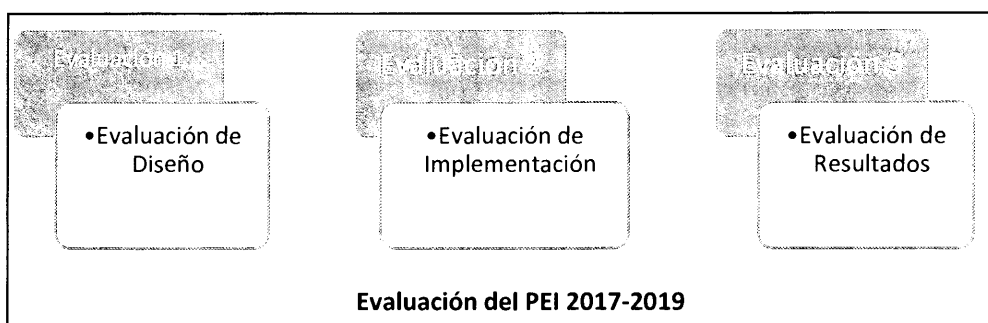 Evaluación 1
Evaluación 2
Evaluación 3
•Evaluación de
Diseño
•Evaluación de
Implementación
•Evaluación de
Resultados
Evaluación del PEI 2017-2019